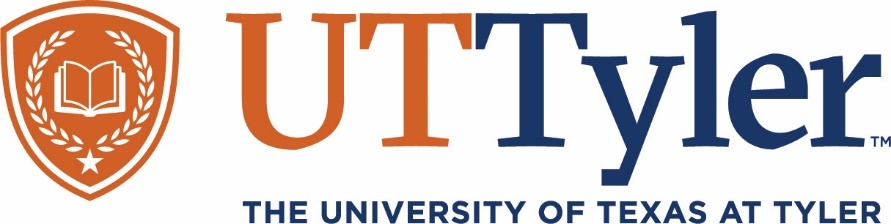 UTTyler™
THE UNIVERSITY OF TEXAS AT TYLER